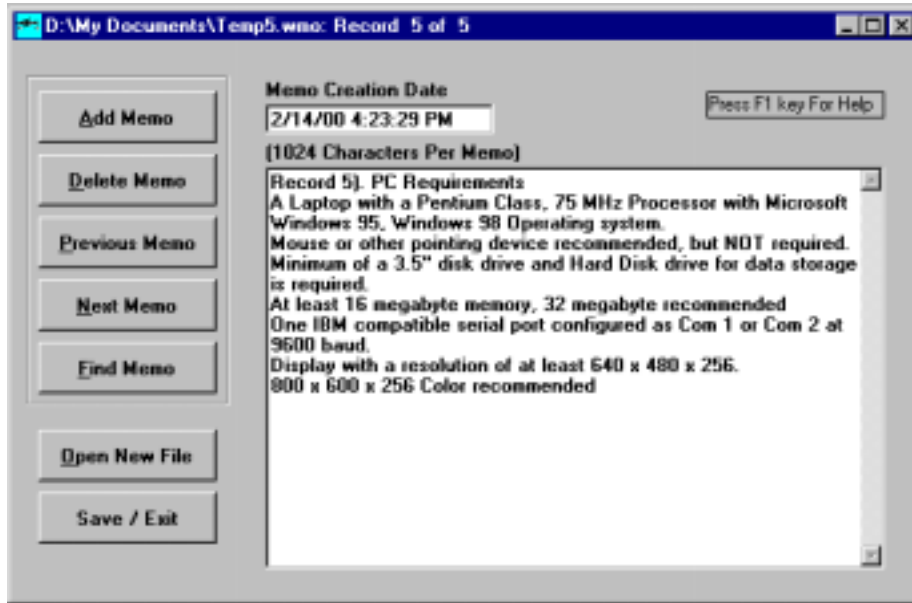 D:\My Documents\Temp5.wmo: Record 5 of 5
Add Memo
Delete Memo
Previous Memo
Next Memo
Find Memo
Open New File
Save / Exit
Memo Creation Date
2/14/00 4:23:29 PM
Press F1 key For Help
(1024 Characters Per Memo)
Record 5). PC Requirements
A Laptop with a Pentium Class, 75 MHz Processor with Microsoft
Windows 95, Windows 98 Operating system.
Mouse or other pointing device recommended, but NOT required.
Minimum of a 3.5" disk drive and Hard Disk drive for data storage
is required.
At least 16 megabyte memory, 32 megabyte recommended
One IBM compatible serial port configured as Com 1 or Com 2 at
9600 baud.
Display with a resolution of at least 640 x 480 x 256.
800 x 600 x 256 Color recommended